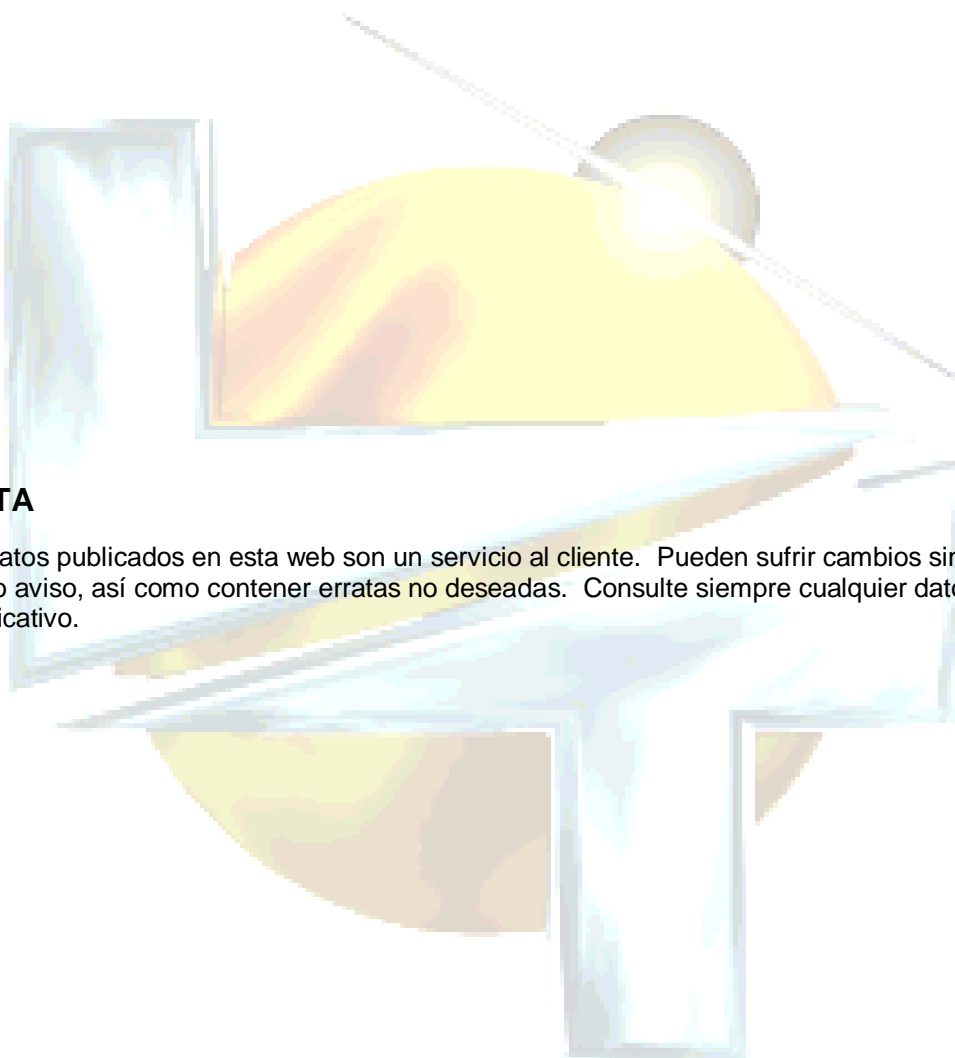 TA
atos publicados en esta web son un servicio al cliente. Pueden sufrir cambios sin
o aviso, así como contener erratas no deseadas. Consulte siempre cualquier dato
icativo.